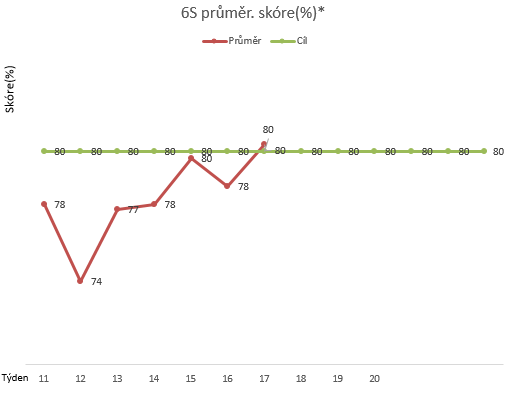 6S průměr. skóre(%)*
Průměr Cíl
Skóre(%)
80
80 80 80 80 80 80 80 80 80 80 80 80 80
80
78
78 77 78
74
Týden 11 12 13 14 15 16 17 18 19 20